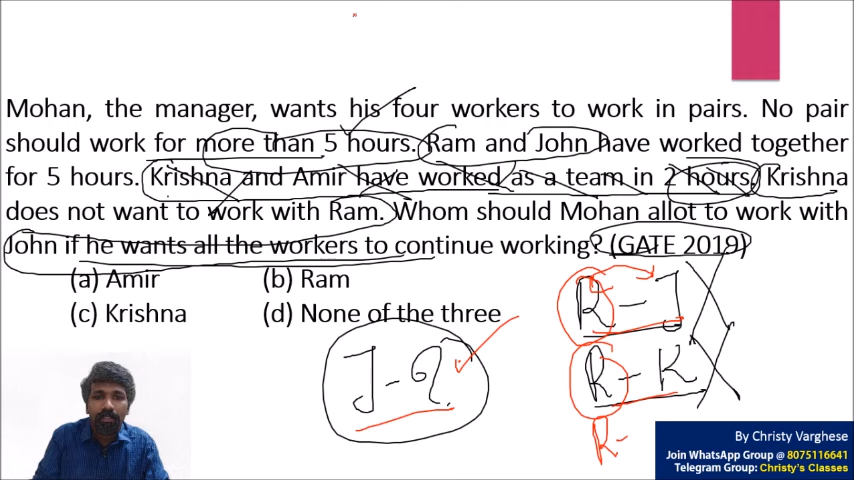 Mohan, the manager, wants his four workers to work in pairs. No pair
should work for more than 5 hours. Ram and John have worked together
for 5 hours. Krishna and Amir have worked as a team in 2 hours. Krishna
does not want to work with Ram. Whom should Mohan allot to work with
John if he wants all the workers to continue working? (GATE 2019)
(a) Amir (b) Ram
(c) Krishna (d) None of the three
R - J
J - ?
R - K
R -
By Christy Varghese
Join WhatsApp Group @ 8075116641
Telegram Group: Christy's Classes